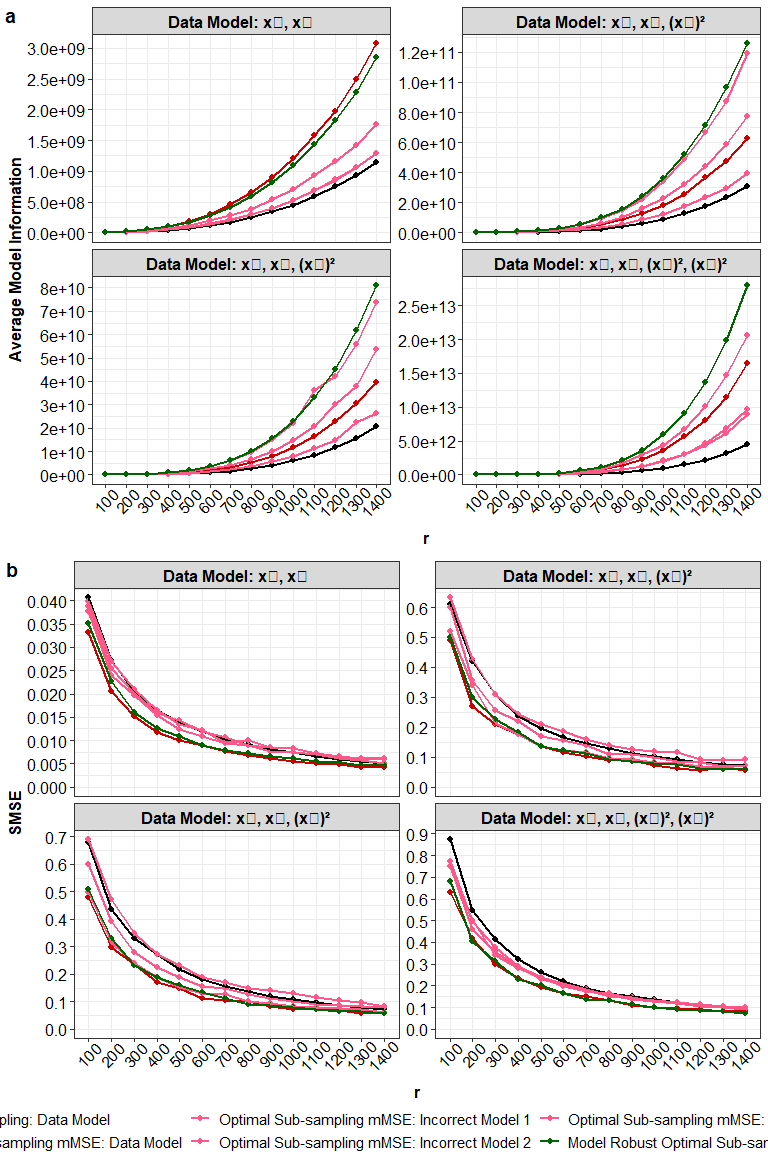 a
Data Model: x▯, x▯
Data Model: x▯, x▯, (x▯)²
3.0e+09
2.5e+09
2.0e+09
1.5e+09
1.0e+09
5.0e+08
0.0e+00
1.2e+11
1.0e+11
8.0e+10
6.0e+10
4.0e+10
2.0e+10
0.0e+00
Average Model Information
Data Model: x▯, x▯, (x▯)²
Data Model: x▯, x▯, (x▯)², (x▯)²
8e+10
7e+10
6e+10
5e+10
4e+10
3e+10
2e+10
1e+10
0e+00
2.5e+13
2.0e+13
1.5e+13
1.0e+13
5.0e+12
0.0e+00
100 200 300 400 500 600 700 800 900 1000 1100 1200 1300 1400
100 200 300 400 500 600 700 800 900 1000 1100 1200 1300 1400
r
b
Data Model: x▯, x▯
Data Model: x▯, x▯, (x▯)²
0.040
0.035
0.030
0.025
0.020
0.015
0.010
0.005
0.000
0.6
0.5
0.4
0.3
0.2
0.1
0.0
SMSE
Data Model: x▯, x▯, (x▯)²
Data Model: x▯, x▯, (x▯)², (x▯)²
0.7
0.6
0.5
0.4
0.3
0.2
0.1
0.0
0.9
0.8
0.7
0.6
0.5
0.4
0.3
0.2
0.1
0.0
100 200 300 400 500 600 700 800 900 1000 1100 1200 1300 1400
100 200 300 400 500 600 700 800 900 1000 1100 1200 1300 1400
r
pling: Data Model
Optimal Sub-sampling mMSE: Incorrect Model 1
Optimal Sub-sampling mMSE:
sampling mMSE: Data Model
Optimal Sub-sampling mMSE: Incorrect Model 2
Model Robust Optimal Sub-sa